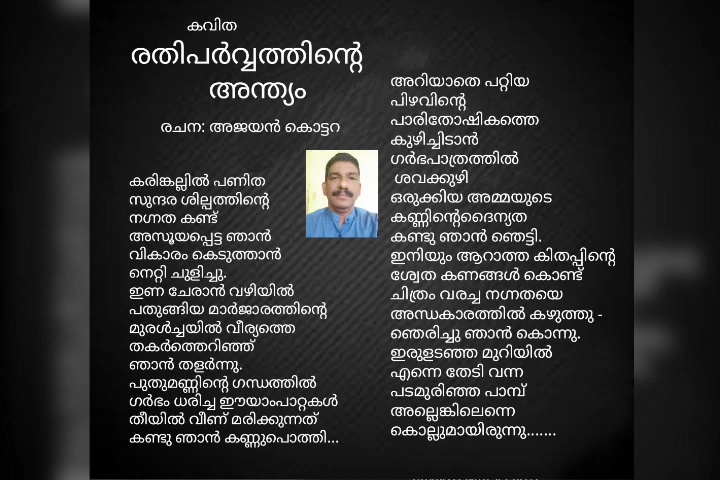 കവിത
രതിപർവ്വത്തിന്റെ
അന്ത്യം
രചന: അജയൻ കൊട്ടറ
കരിങ്കല്ലിൽ പണിത
സുന്ദര ശില്പത്തിന്റെ
നഗ്നത കണ്ട്
അസൂയപ്പെട്ട ഞാൻ
വികാരം കെടുത്താൻ
നെറ്റി ചുളിച്ചു.
ഇണ ചേരാൻ വഴിയിൽ
പതുങ്ങിയ മാർജാരത്തിന്റെ
മുരൾച്ചയിൽ വീര്യത്തെ
തകർത്തെറിഞ്ഞ്
ഞാൻ തളർന്നു.
പുതുമണ്ണിന്റെ ഗന്ധത്തിൽ
ഗർഭം ധരിച്ച ഈയാംപാറ്റകൾ
തീയിൽ വീണ് മരിക്കുന്നത്
കണ്ടു ഞാൻ കണ്ണുപൊത്തി...
അറിയാതെ പറ്റിയ
പിഴവിന്റെ
പാരിതോഷികത്തെ
കുഴിച്ചിടാൻ
ഗർഭപാത്രത്തിൽ
ശവക്കുഴി
ഒരുക്കിയ അമ്മയുടെ
കണ്ണിന്റെദൈന്യത
കണ്ടു ഞാൻ ഞെട്ടി.
ഇനിയും ആറാത്ത കിതപ്പിന്റെ
ശ്വേത കണങ്ങൾ കൊണ്ട്
ചിത്രം വരച്ച നഗ്നതയെ
അന്ധകാരത്തിൽ കഴുത്തു -
ഞെരിച്ചു ഞാൻ കൊന്നു.
ഇരുളടഞ്ഞ മുറിയിൽ
എന്നെ തേടി വന്ന
പടമുരിഞ്ഞ പാമ്പ്
അല്ലെങ്കിലെന്നെ
കൊല്ലുമായിരുന്നു.......